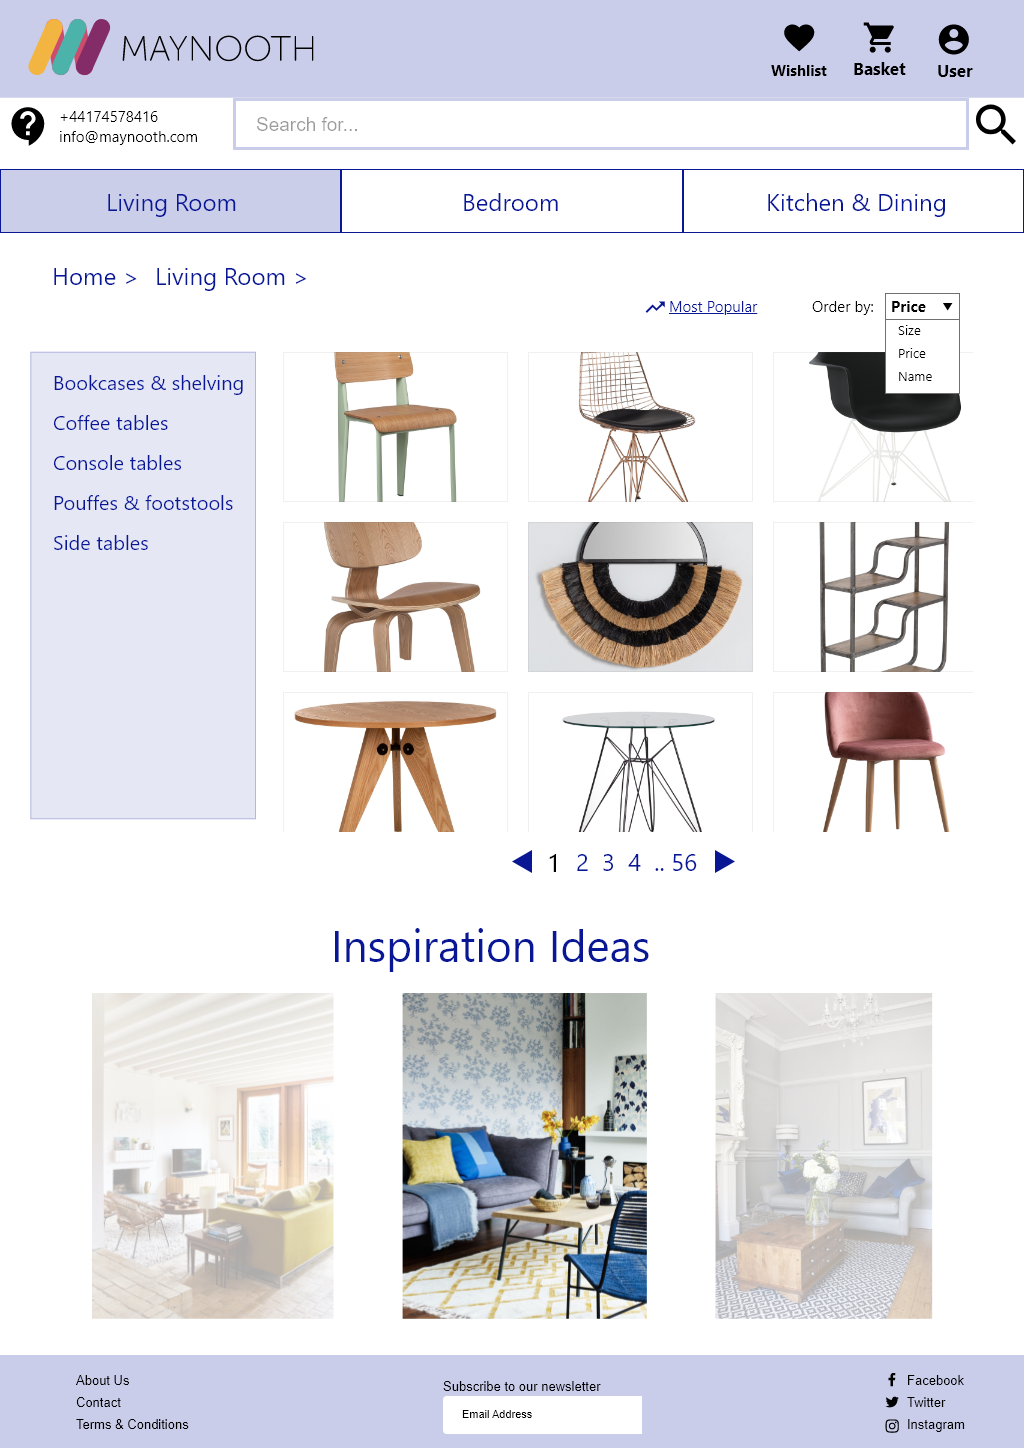 MAYNOOTH
Wishlist
Basket
User
+44174578416
info@maynooth.com
Search for...
Living Room
Bedroom
Kitchen & Dining
Home > Living Room >
Most Popular
Order by:
Price
Size
Price
Name
Bookcases & shelving
Coffee tables
Console tables
Pouffes & footstools
Side tables
1 2 3 4 .. 56
Inspiration Ideas
About Us
Contact
Terms & Conditions
Subscribe to our newsletter
Email Address
Facebook
Twitter
Instagram